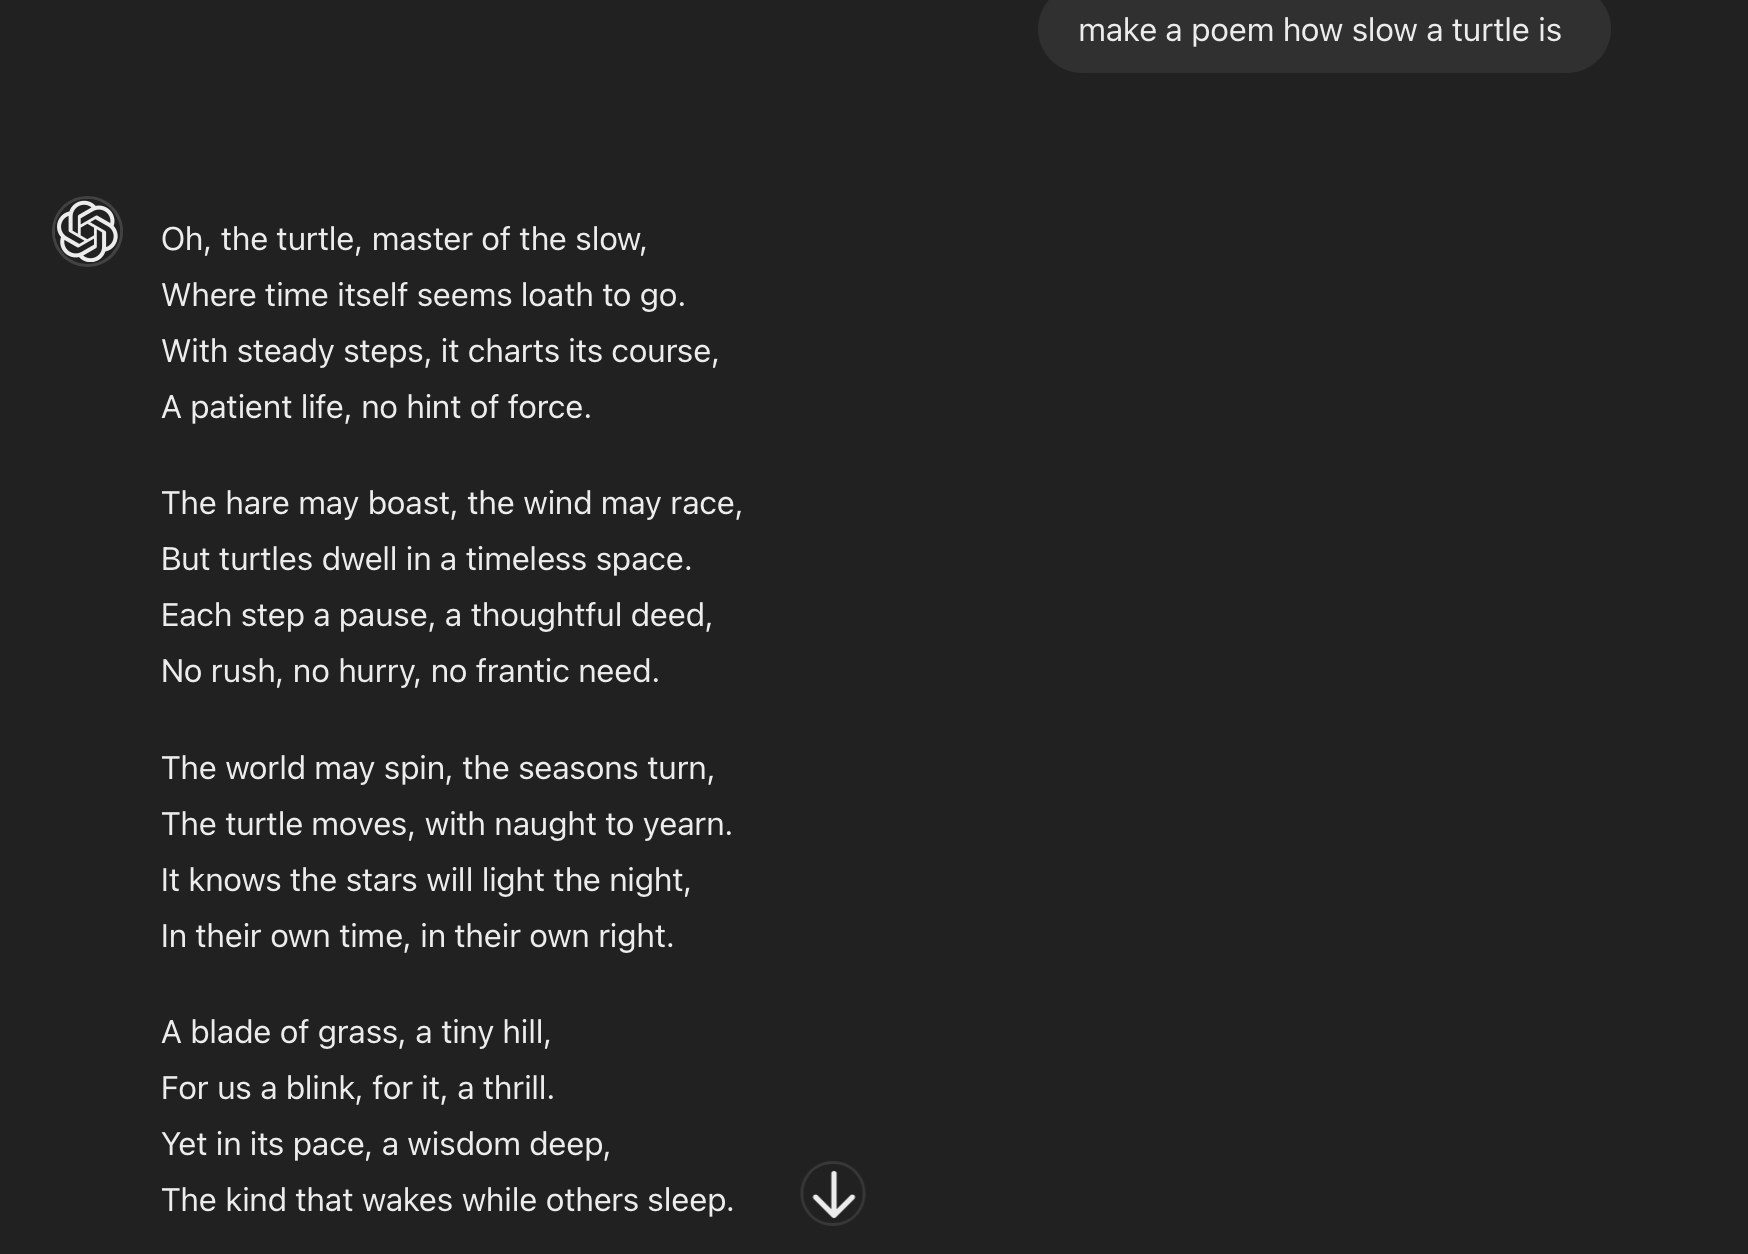 make a poem how slow a turtle is
Oh, the turtle, master of the slow,
Where time itself seems loath to go.
With steady steps, it charts its course,
A patient life, no hint of force.
The hare may boast, the wind may race,
But turtles dwell in a timeless space.
Each step a pause, a thoughtful deed,
No rush, no hurry, no frantic need.
The world may spin, the seasons turn,
The turtle moves, with naught to yearn.
It knows the stars will light the night,
In their own time, in their own right.
A blade of grass, a tiny hill,
For us a blink, for it, a thrill.
Yet in its pace, a wisdom deep,
The kind that wakes while others sleep.